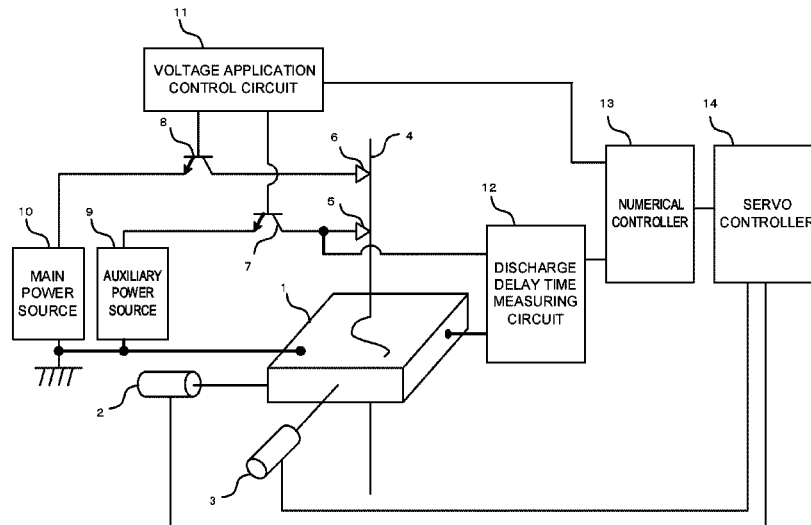 11
VOLTAGE APPLICATION
CONTROL CIRCUIT
8
6
4
13
14
10
9
5
12
NUMERICAL
CONTROLLER
SERVO
CONTROLLER
7
MAIN
POWER
SOURCE
AUXILIARY
POWER
SOURCE
1
DISCHARGE
DELAY TIME
MEASURING
CIRCUIT
2
3